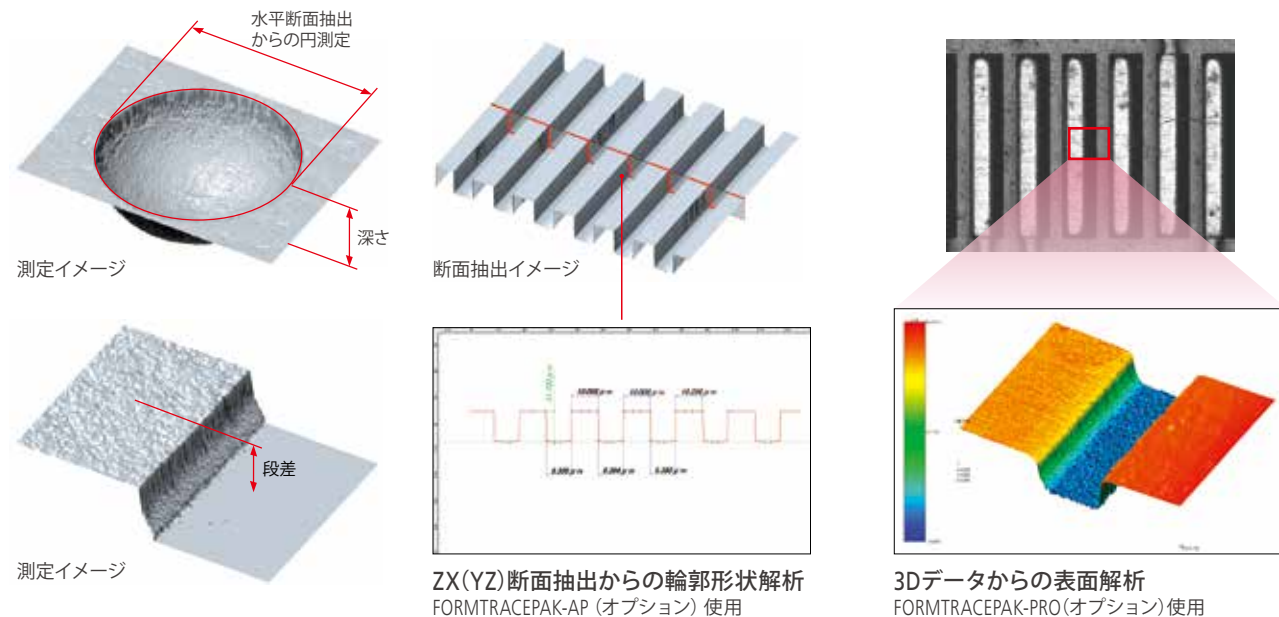 水平断面抽出
からの円測定
深さ
測定イメージ
断面抽出イメージ
段差
測定イメージ
ZX(YZ)断面抽出からの輪郭形状解析
FORMTRACEPAK-AP（オプション）使用
3Dデータからの表面解析
FORMTRACEPAK-PRO（オプション）使用